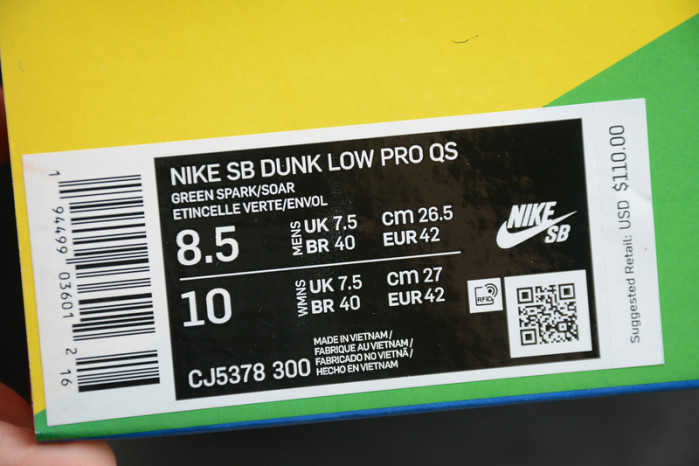 NIKE SB DUNK LOW PRO QS
GREEN SPARK/SOAR
ETINCELLE VERTE/ENVOL
8.5 MENS UK 7.5 CM 26.5
BR 40 EUR 42
10 WMNS UK 7.5 CM 27
BR 40 EUR 42
CJ5378 300
MADE IN VIETNAM /
FABRIQUE AU VIETNAM /
FABRICADO NO VIETNÃ /
HECHO EN VIETNAM
NIKE
SB
RFID
1 94499 03601 2 16
Suggested Retail: USD $110.00